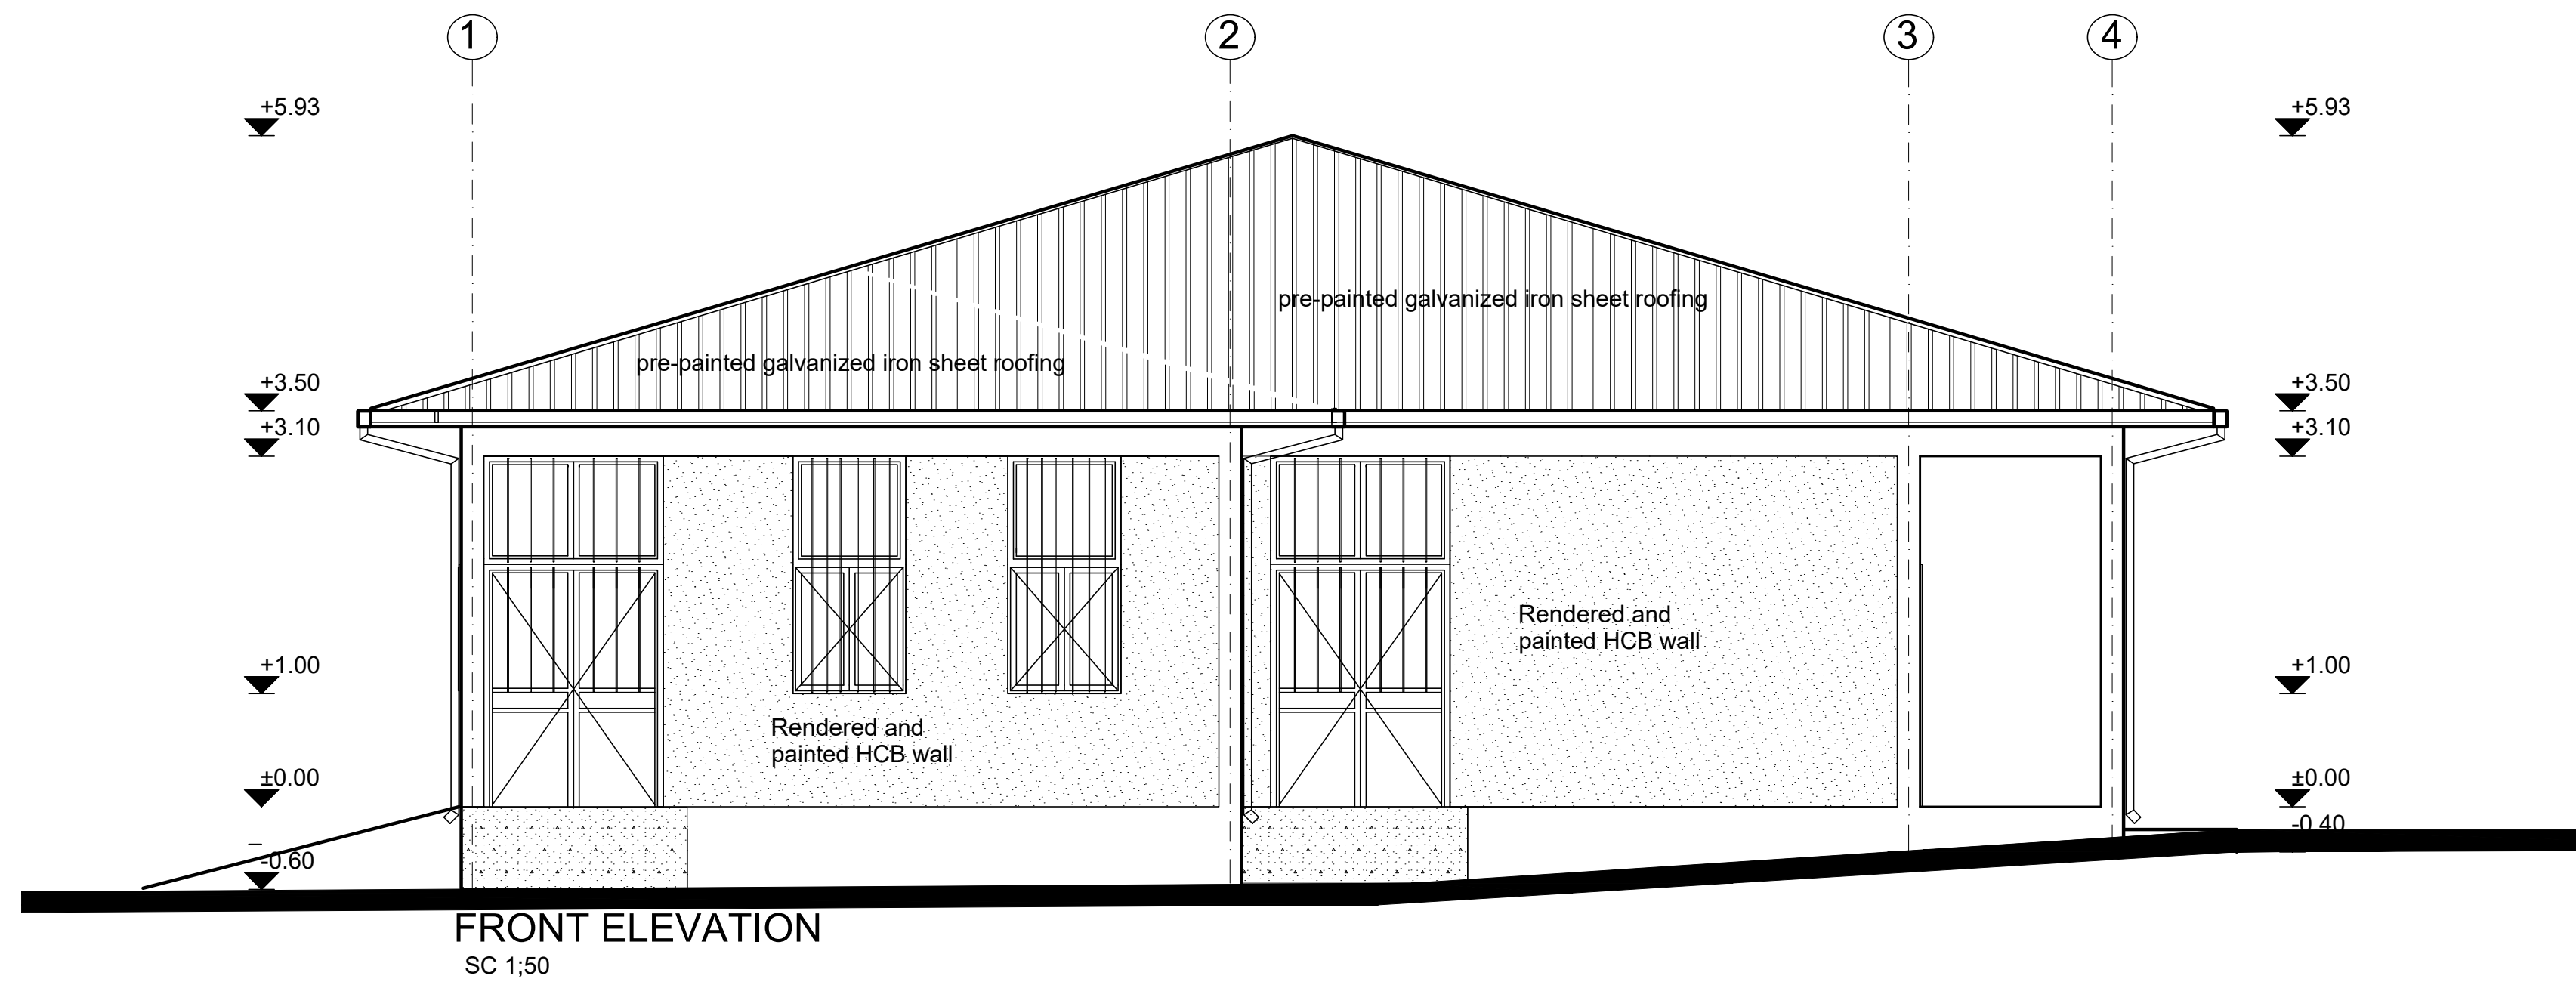 1 2 3 4
+5.93 +5.93
pre-painted galvanized iron sheet roofing
pre-painted galvanized iron sheet roofing
+3.50 +3.50
+3.10 +3.10
Rendered and
painted HCB wall
+1.00 +1.00
Rendered and
painted HCB wall
±0.00 ±0.00
-0.40
-0.60
FRONT ELEVATION
SC 1;50